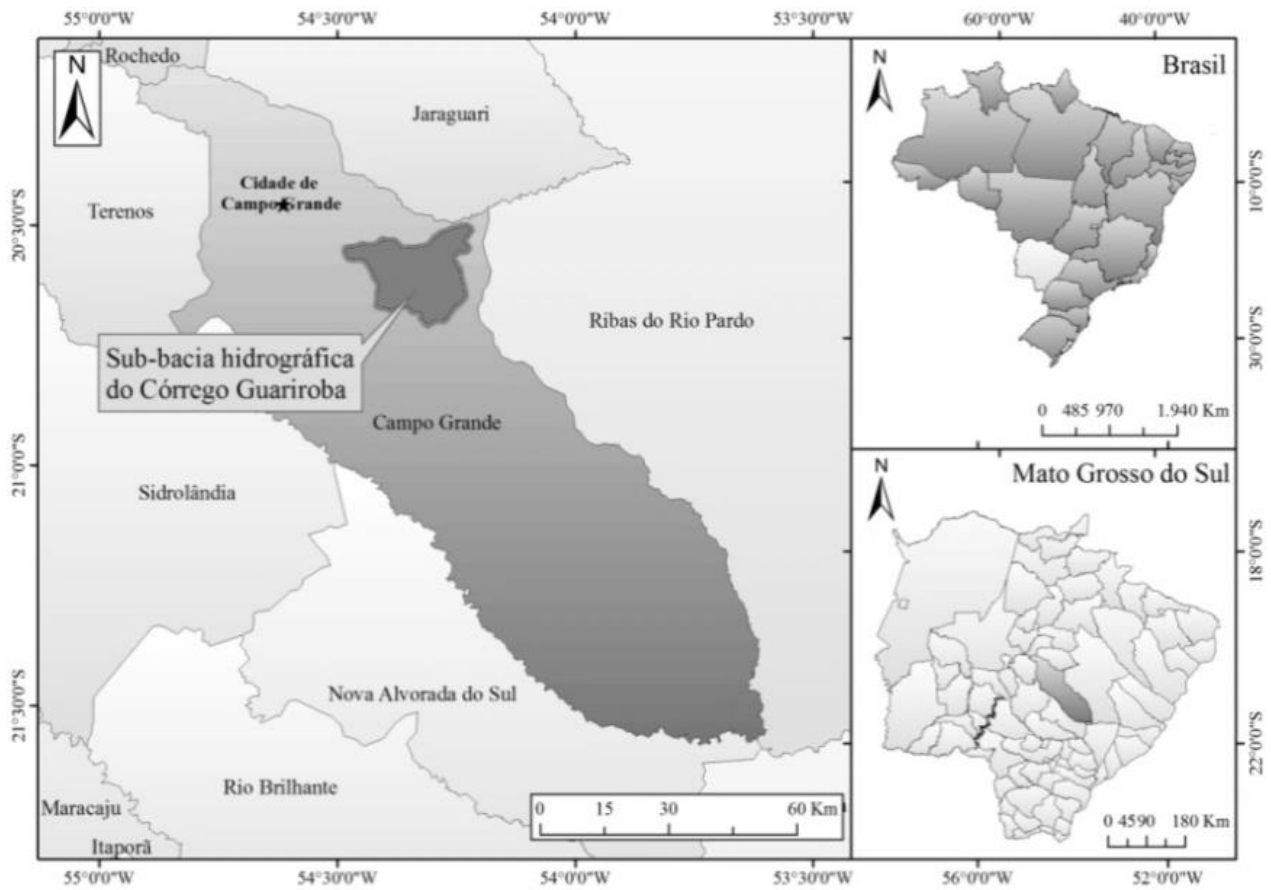 55°0'0"W
54°30'0"W
54°0'0"W
53°30'0"W
60°0'0"W
40°0'0"W
N
Rochedo
Jaraguari
Cidade de
Campo Grande
Terenos
20°30'0"S
Ribas do Rio Pardo
Sub-bacia hidrográfica
do Córrego Guariroba
Campo Grande
21°0'0"S
Sidrolândia
Nova Alvorada do Sul
21°30'0"S
Rio Brilhante
Maracaju
Itaporã
0 15 30 60 Km
55°0'0"W
54°30'0"W
54°0'0"W
53°30'0"W
N
Brasil
10°0'0"S
30°0'0"S
0 485 970 1.940 Km
N
Mato Grosso do Sul
18°0'0"S
22°0'0"S
0 4590 180 Km
56°0'0"W
52°0'0"W